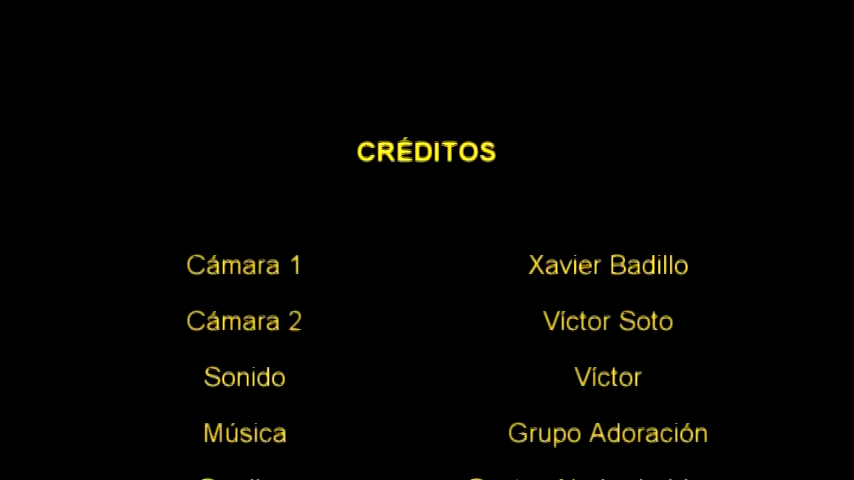 CRÉDITOS
Cámara 1 Xavier Badillo
Cámara 2 Víctor Soto
Sonido Víctor
Música Grupo Adoración